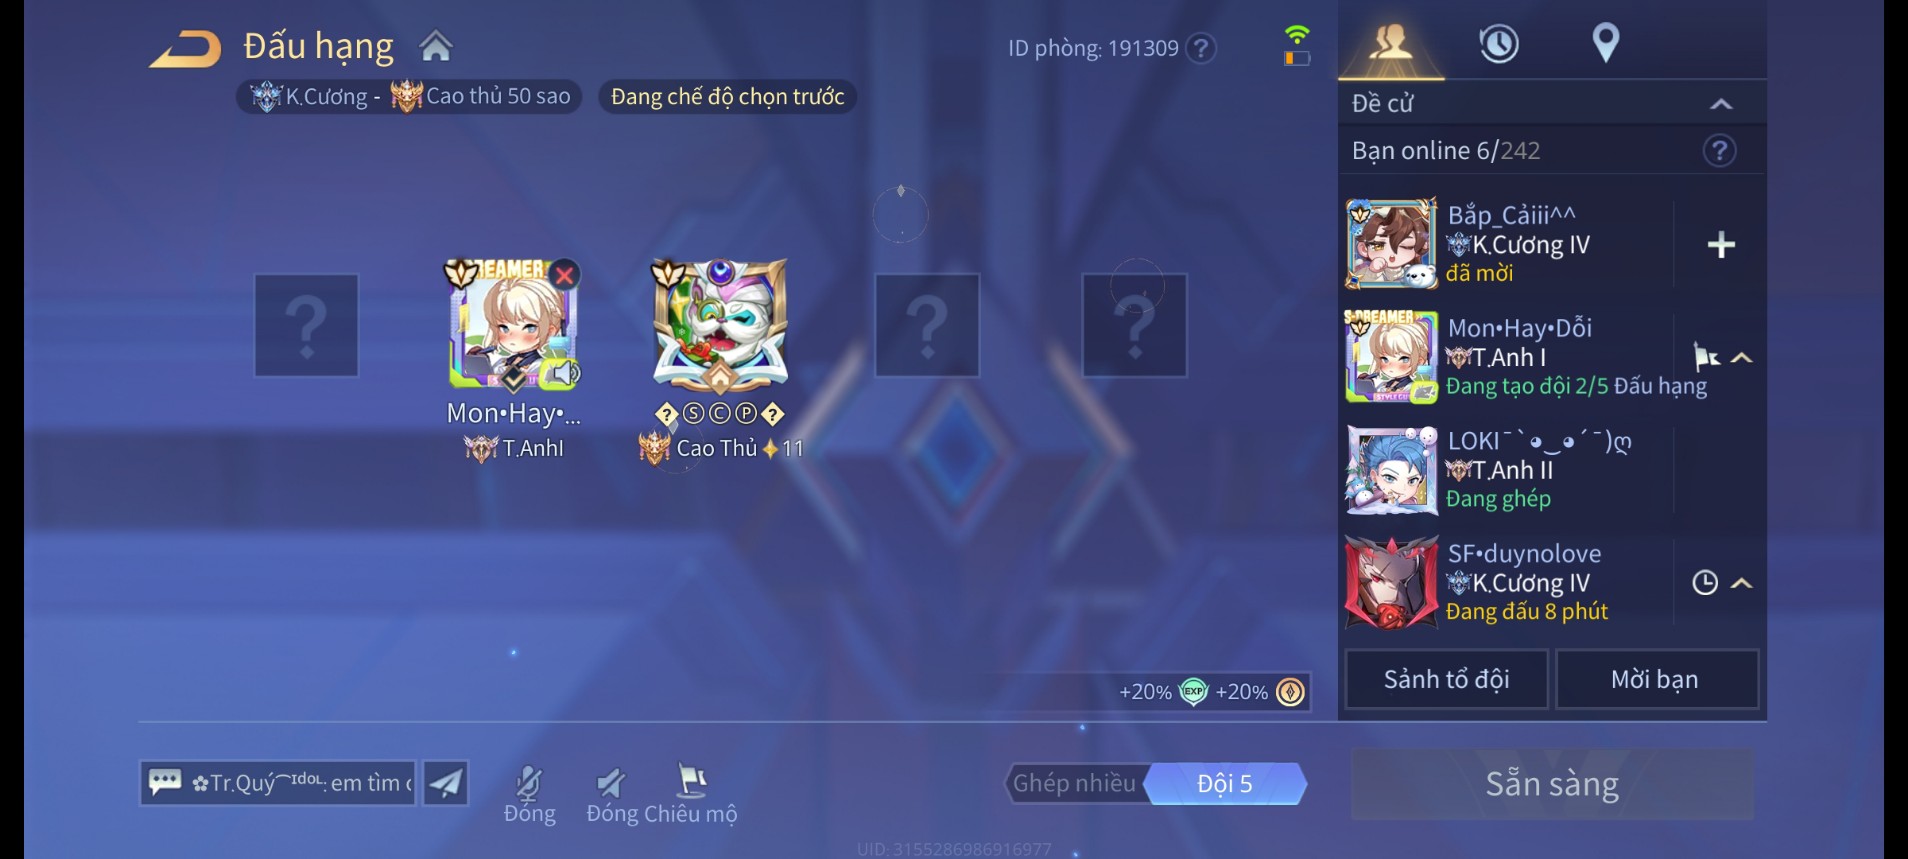 Đấu hạng
ID phòng: 191309 ?
K.Cương - Cao thủ 50 sao
Đang chế độ chọn trước
Đề cử
Bạn online 6/242 ?
Bắp_Cảiii^^
K.Cương IV
đã mời
Mon•Hay•Dỗi
T.Anh I
Đang tạo đội 2/5 Đấu hạng
LOKI¯`◕‿◕´¯)ღ
T.Anh II
Đang ghép
SF•duynolove
K.Cương IV
Đang đấu 8 phút
Sảnh tổ đội
Mời bạn
? ? ?
Mon•Hay•...
T.AnhI
?ⓈⒸⓅ?
Cao Thủ 11
+20% EXP +20%
✿Tr.Quý⁀ᴵᵈᵒᴸ: em tìm
Đóng
Đóng
Chiêu mộ
Ghép nhiều
Đội 5
Sẵn sàng
UID: 3155286986916977